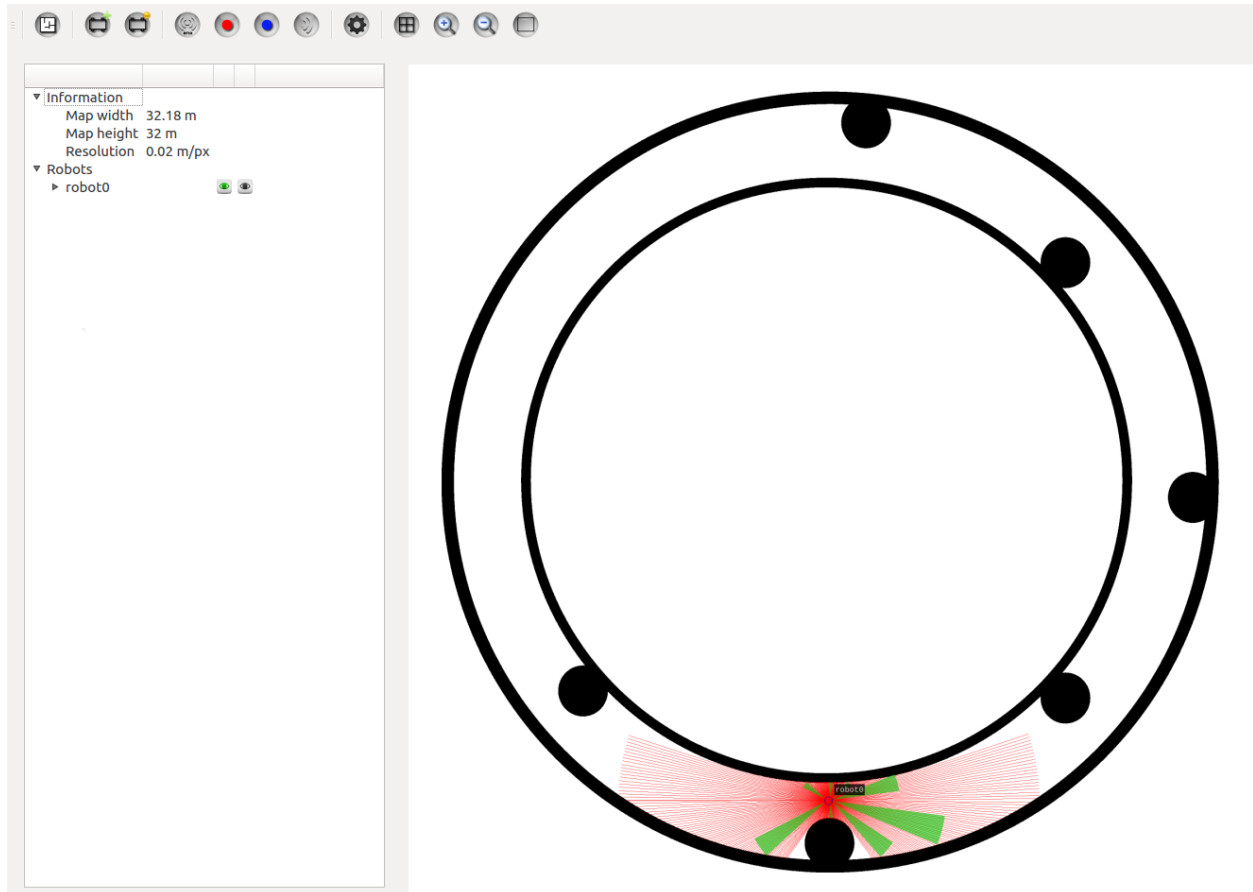 Information
Map width 32.18 m
Map height 32 m
Resolution 0.02 m/px
Robots
robot0
robot0